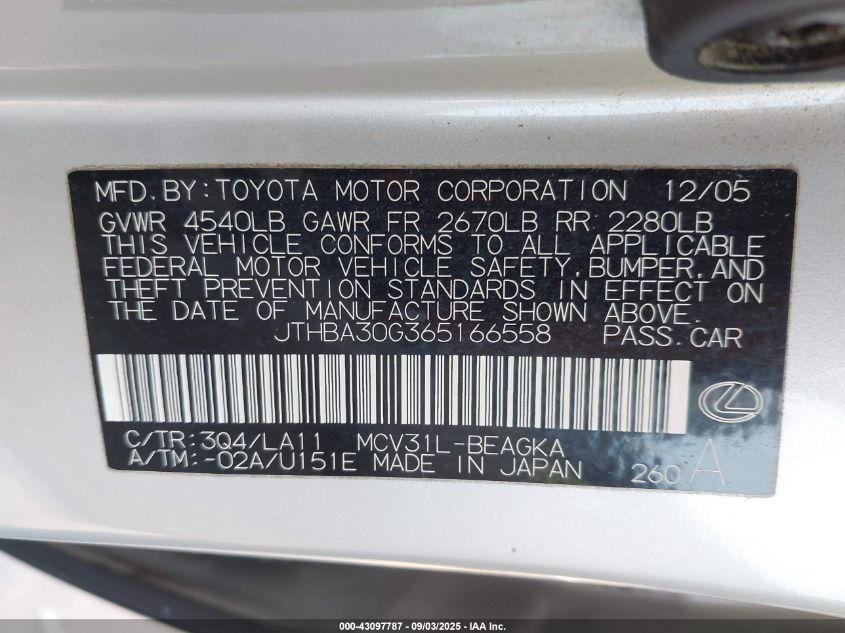 MFD. BY: TOYOTA MOTOR CORPORATION 12/05
GVWR 4540LB GAWR FR 2670LB RR 2280LB
THIS VEHICLE CONFORMS TO ALL APPLICABLE
FEDERAL MOTOR VEHICLE SAFETY, BUMPER, AND
THEFT PREVENTION STANDARDS IN EFFECT ON
THE DATE OF MANUFACTURE SHOWN ABOVE.
JTHBA30G365166558 PASS. CAR
C/TR: 3Q4/LA11 MCV31L-BEAGKA
A/TM: -02A/U151E MADE IN JAPAN 260 A
000-43097787 - 09/03/2025 - IAA Inc.